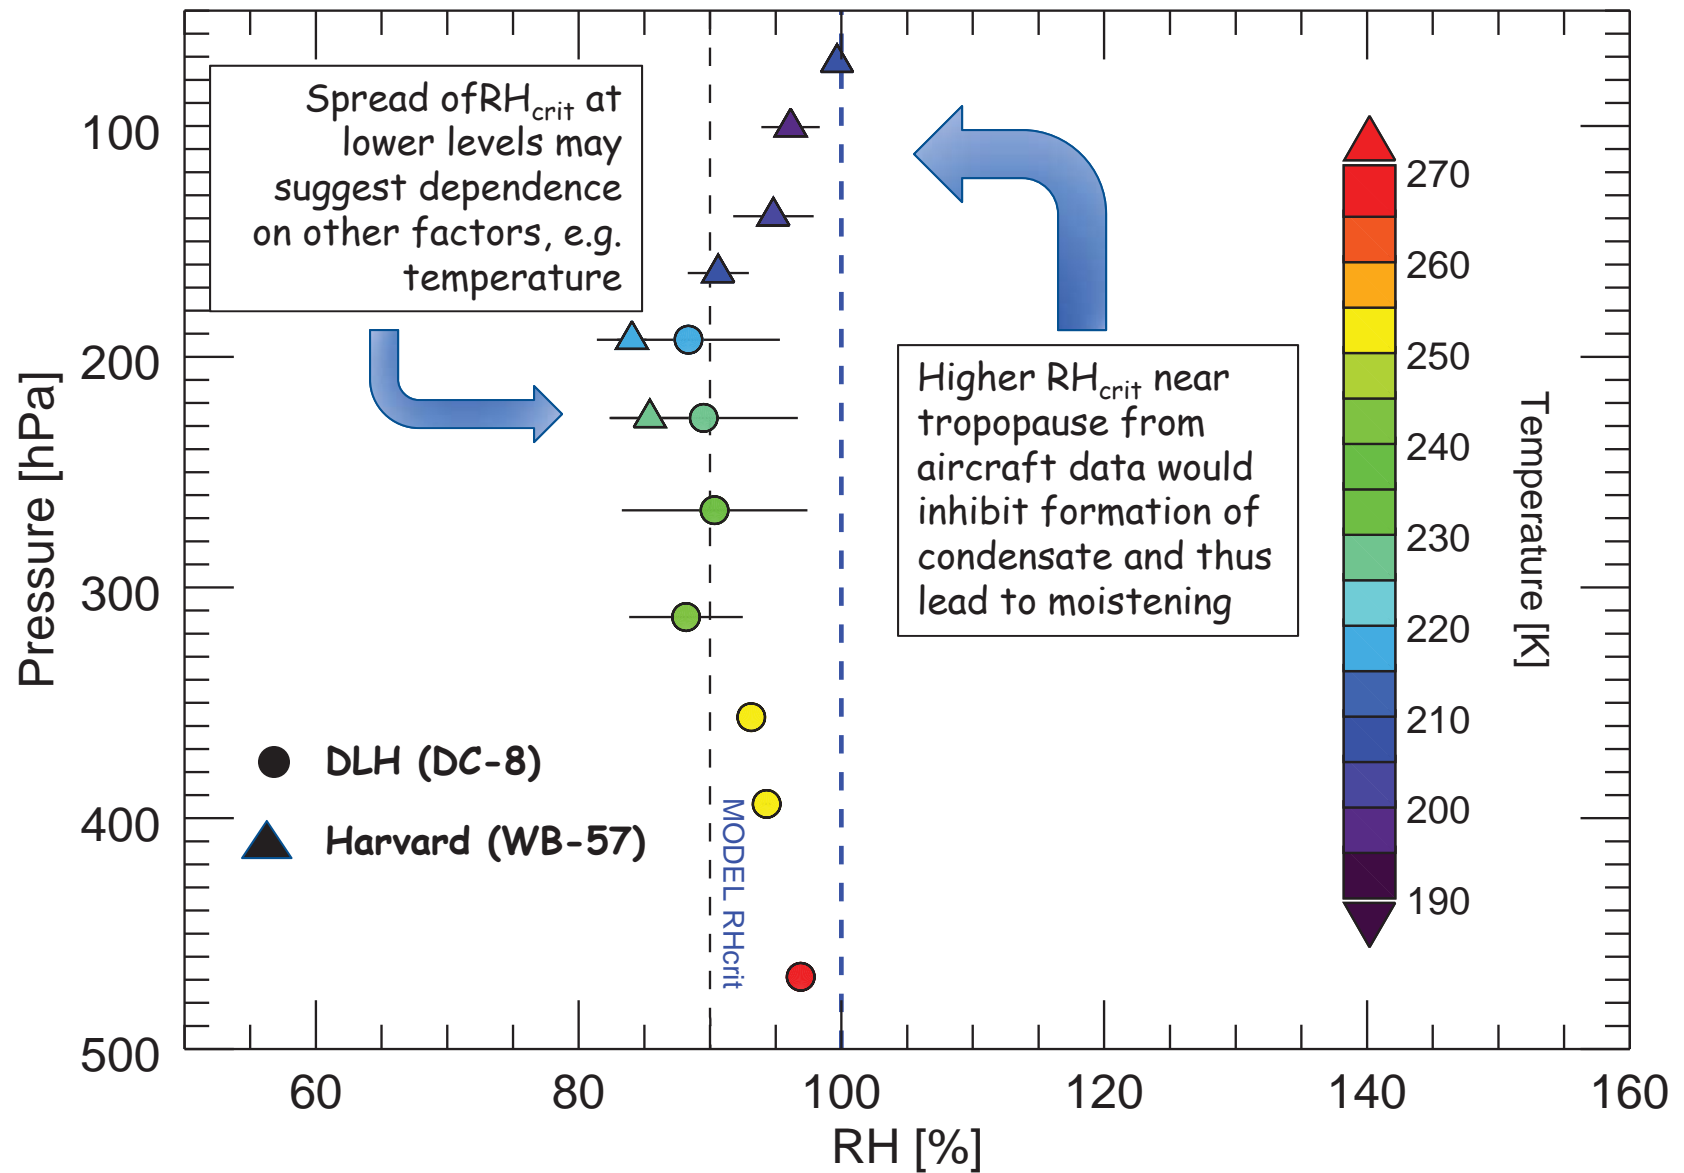 Spread ofRHcrit at
lower levels may
suggest dependence
on other factors, e.g.
temperature
Higher RHcrit near
tropopause from
aircraft data would
inhibit formation of
condensate and thus
lead to moistening
DLH (DC-8)
Harvard (WB-57)
MODEL RHcrit
Pressure [hPa]
100
200
300
400
500
60
80
100
120
140
160
RH [%]
270
260
250
240
230
220
210
200
190
Temperature [K]